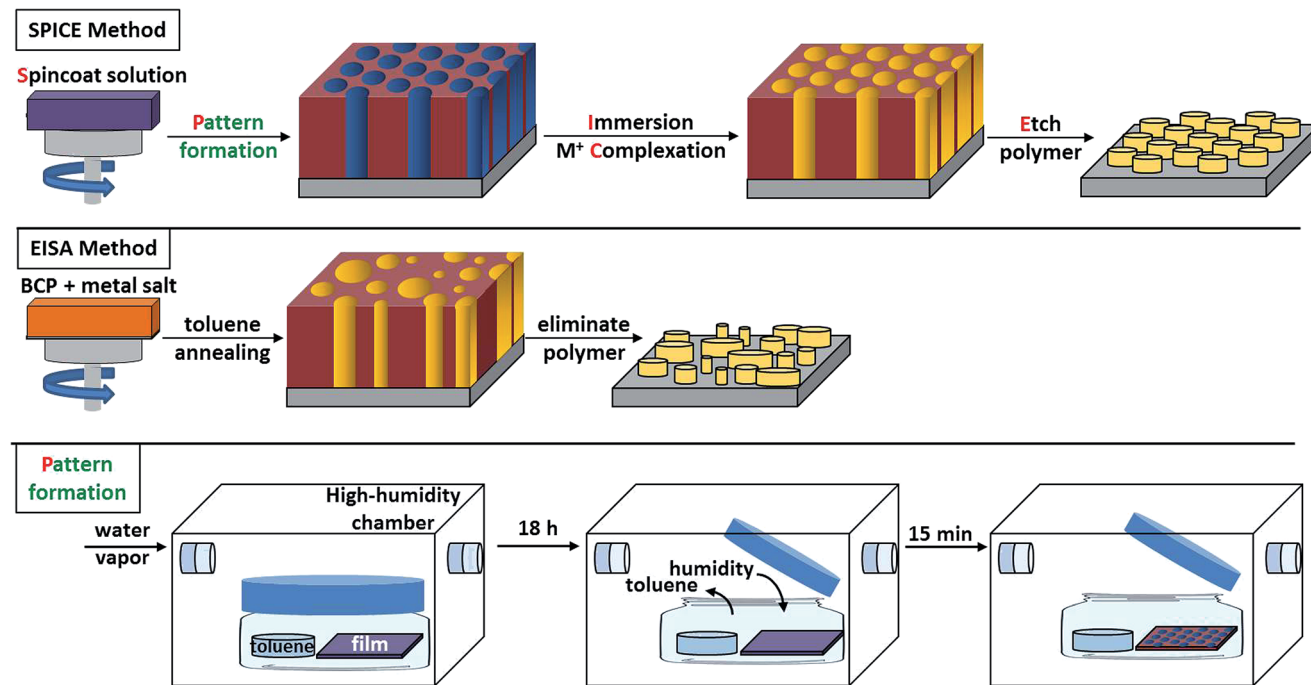 SPICE Method
Spincoat solution
Pattern
formation
Immersion
M⁺ Complexation
Etch
polymer
EISA Method
BCP + metal salt
toluene
annealing
eliminate
polymer
Pattern
formation
water
vapor
High-humidity
chamber
toluene
film
18 h
humidity
toluene
15 min